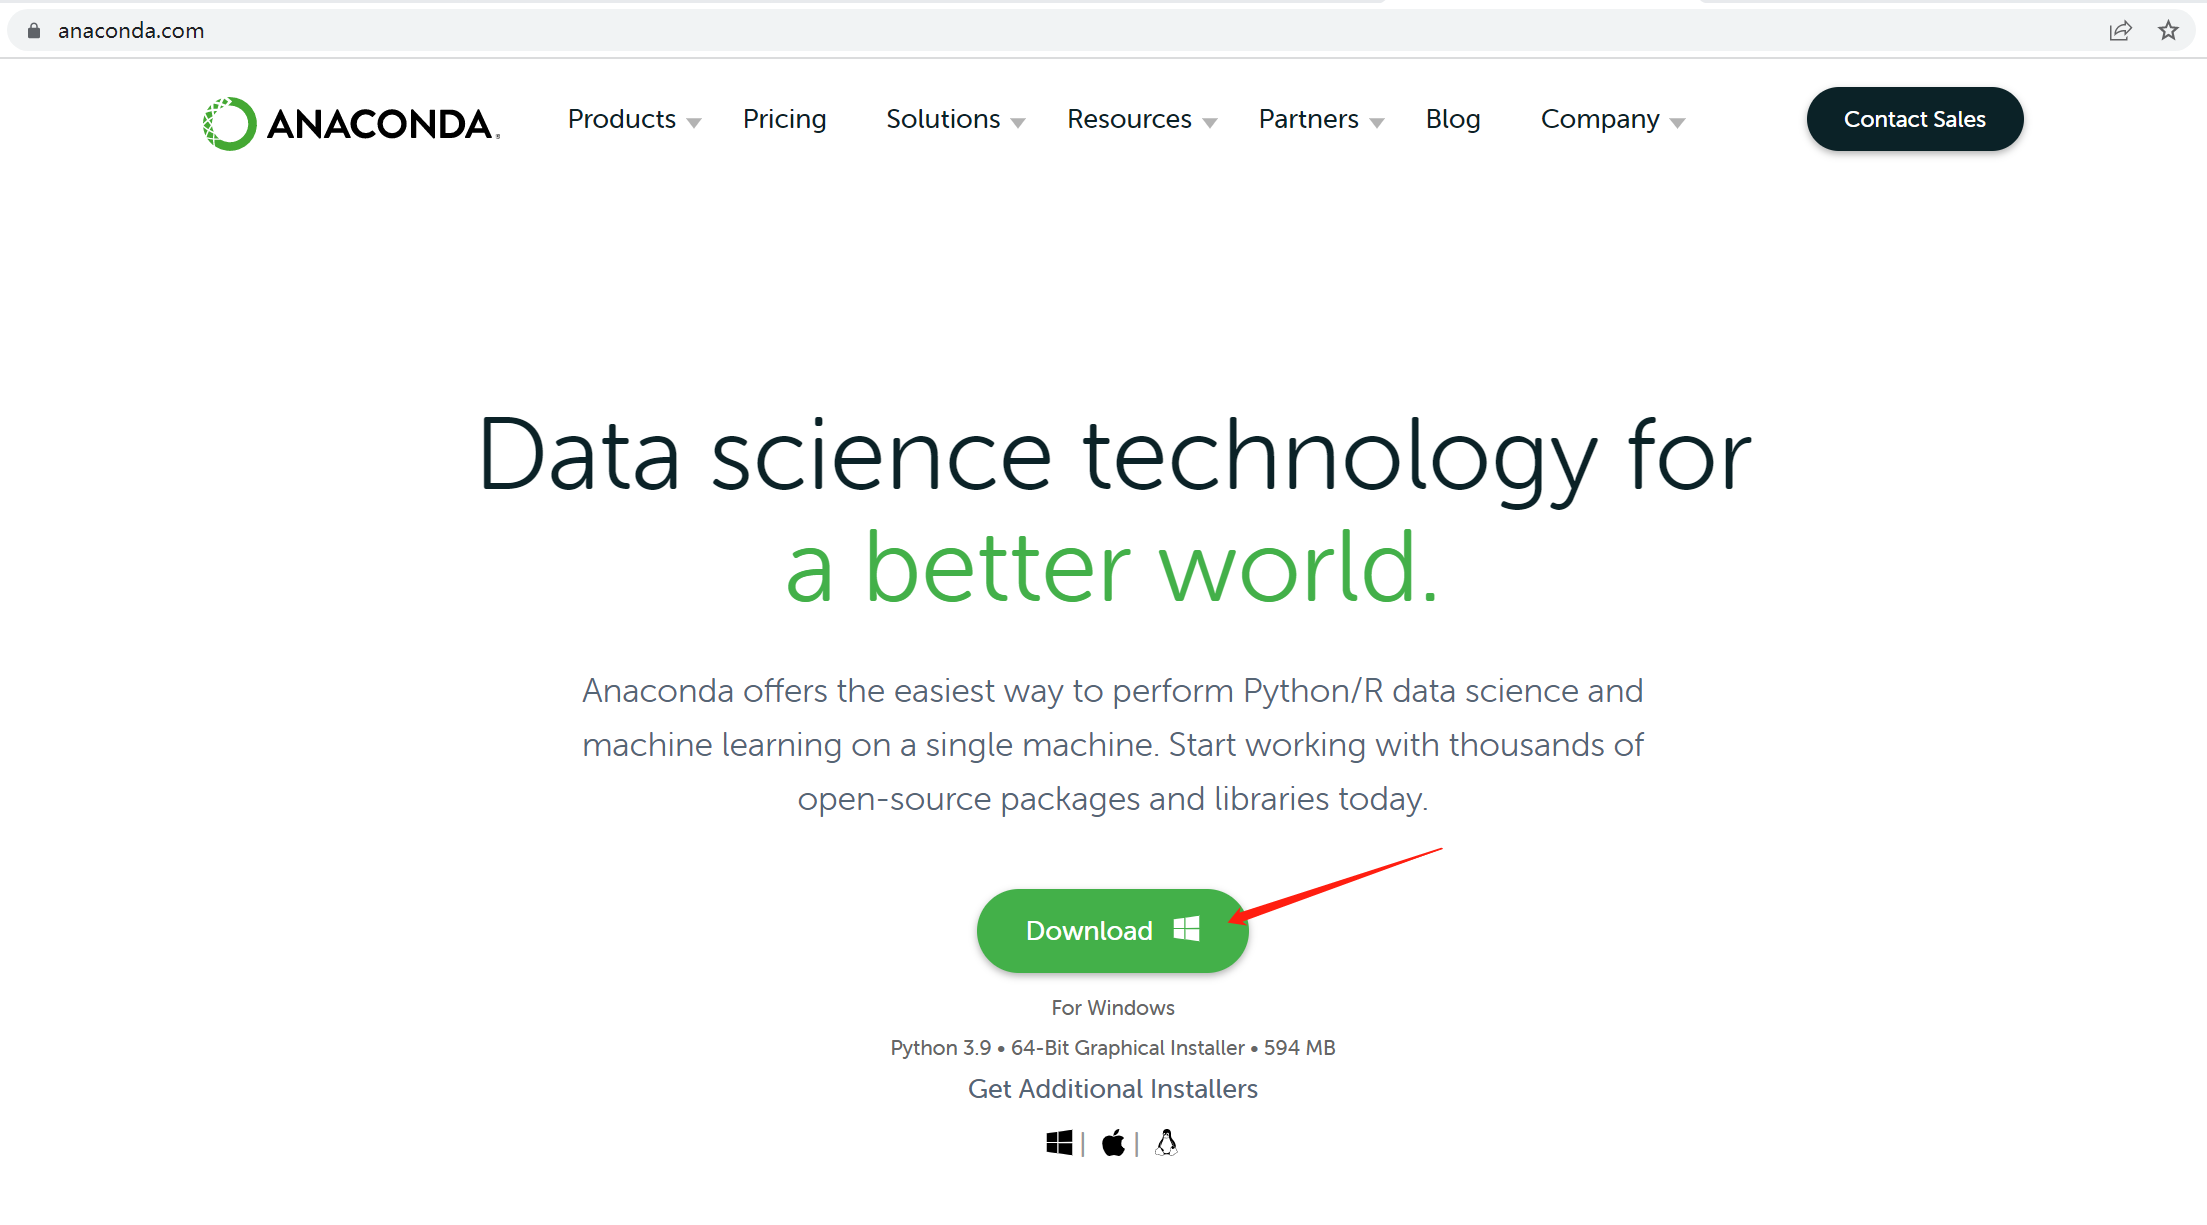 anaconda.com
ANACONDA
Products Pricing Solutions Resources Partners Blog Company Contact Sales
Data science technology for
a better world.
Anaconda offers the easiest way to perform Python/R data science and
machine learning on a single machine. Start working with thousands of
open-source packages and libraries today.
Download
For Windows
Python 3.9 • 64-Bit Graphical Installer • 594 MB
Get Additional Installers